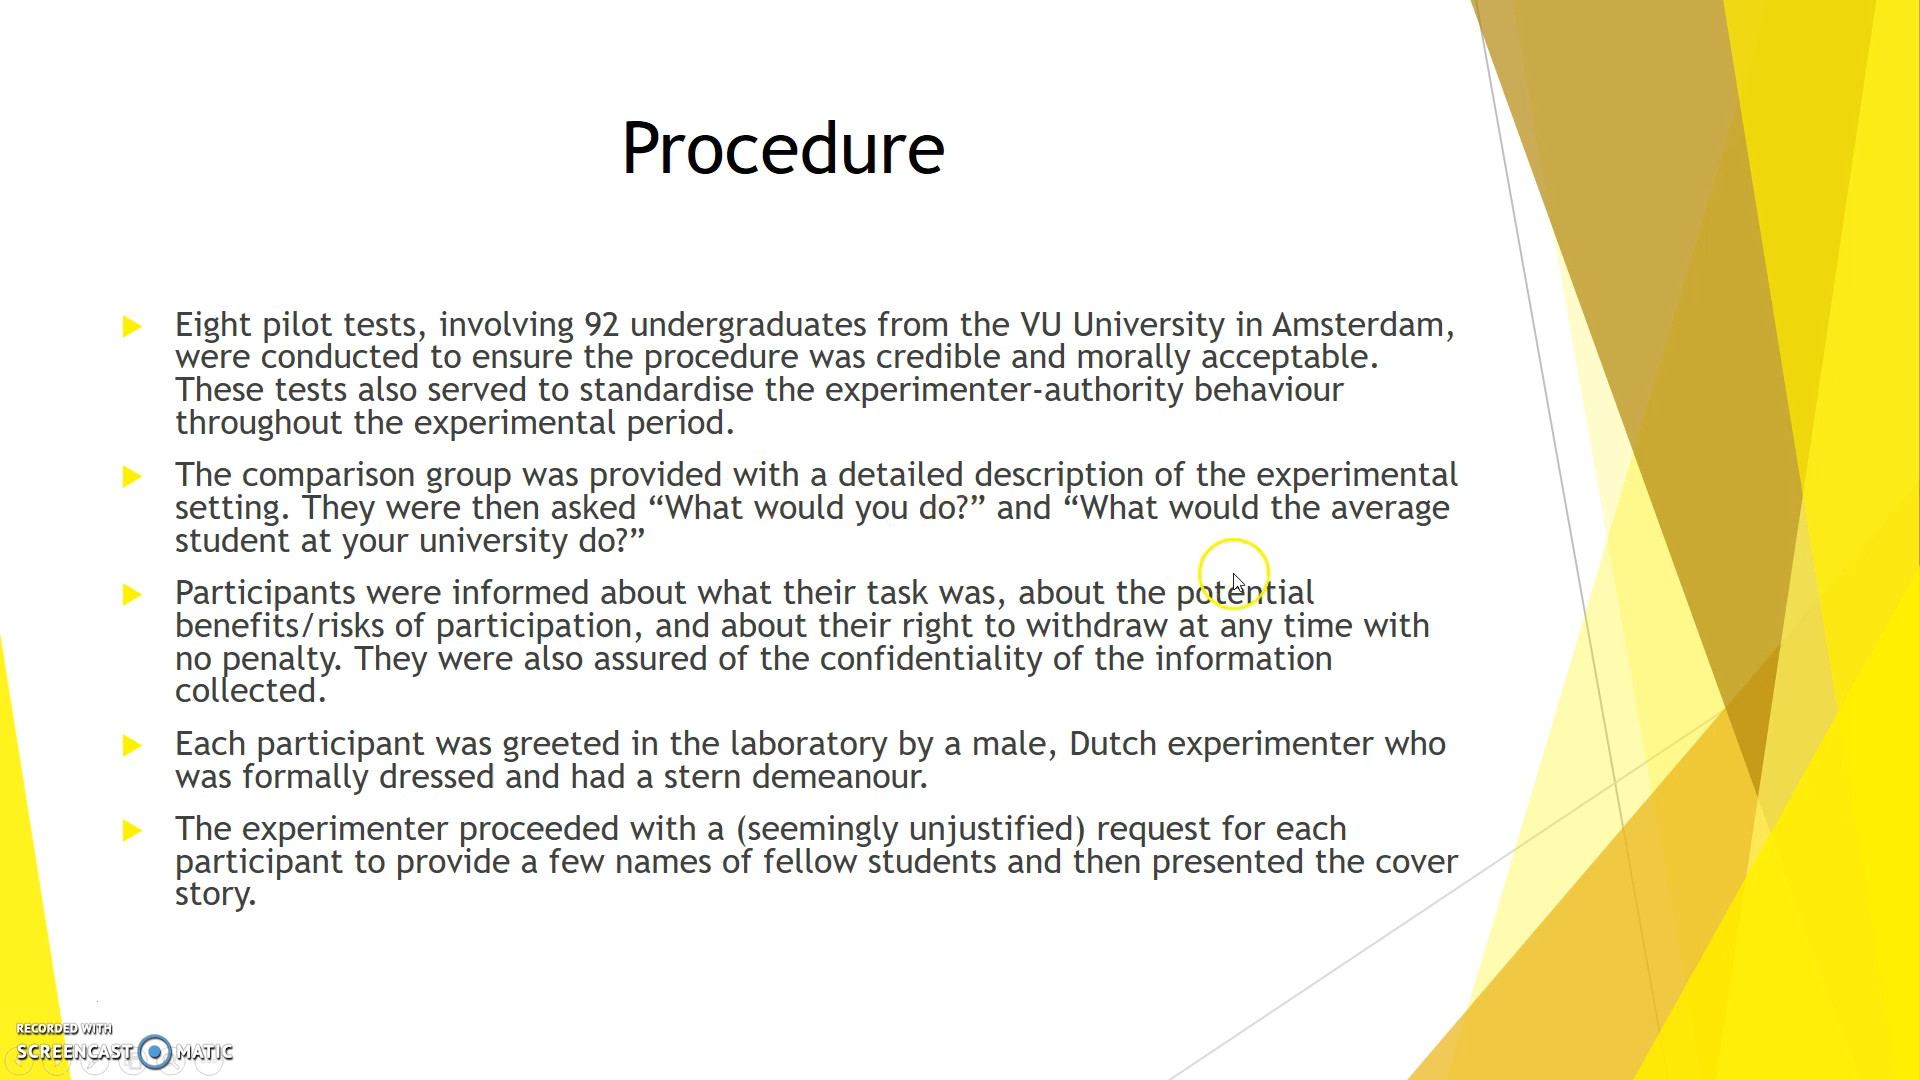 Procedure
Eight pilot tests, involving 92 undergraduates from the VU University in Amsterdam,
were conducted to ensure the procedure was credible and morally acceptable.
These tests also served to standardise the experimenter-authority behaviour
throughout the experimental period.
The comparison group was provided with a detailed description of the experimental
setting. They were then asked “What would you do?” and “What would the average
student at your university do?”
Participants were informed about what their task was, about the potential
benefits/risks of participation, and about their right to withdraw at any time with
no penalty. They were also assured of the confidentiality of the information
collected.
Each participant was greeted in the laboratory by a male, Dutch experimenter who
was formally dressed and had a stern demeanour.
The experimenter proceeded with a (seemingly unjustified) request for each
participant to provide a few names of fellow students and then presented the cover
story.
RECORDED WITH
SCREENCAST MATIC